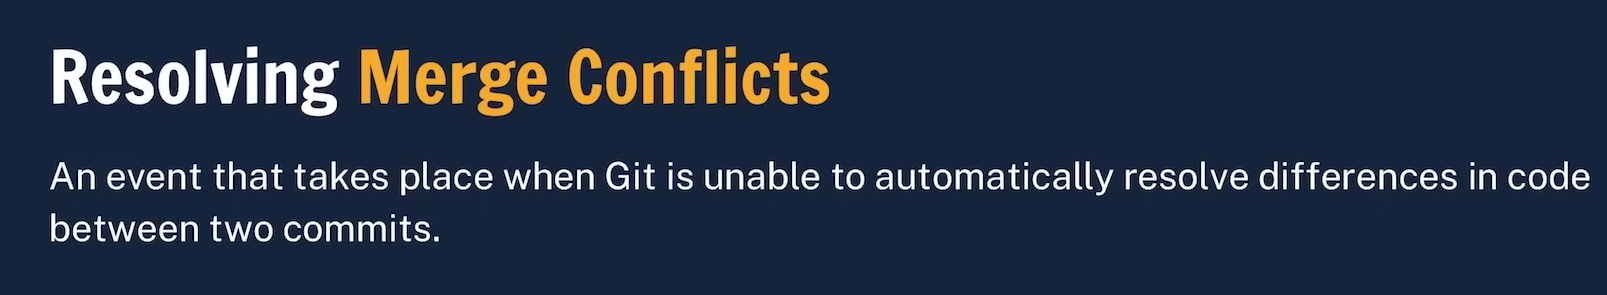 Resolving Merge Conflicts
An event that takes place when Git is unable to automatically resolve differences in code
between two commits.